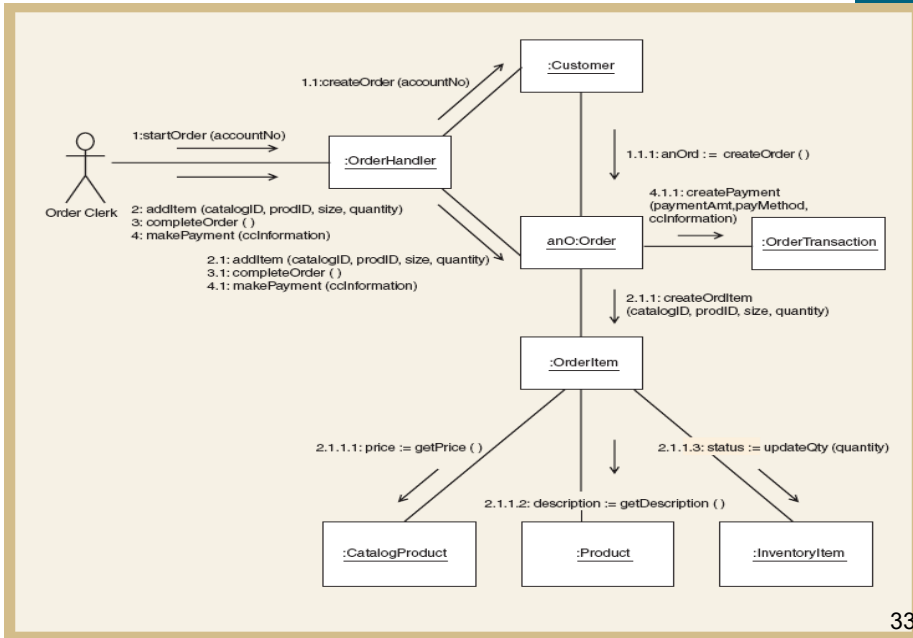 :Customer
1.1:createOrder (accountNo)
1:startOrder (accountNo)
:OrderHandler
1.1.1: anOrd := createOrder ( )
4.1.1: createPayment
(paymentAmt,payMethod,
ccInformation)
Order Clerk
2: addItem (catalogID, prodID, size, quantity)
3: completeOrder ( )
4: makePayment (ccInformation)
anO:Order
:OrderTransaction
2.1: addItem (catalogID, prodID, size, quantity)
3.1: completeOrder ( )
4.1: makePayment (ccInformation)
2.1.1: createOrdItem
(catalogID, prodID, size, quantity)
:OrderItem
2.1.1.1: price := getPrice ( )
2.1.1.3: status := updateQty (quantity)
2.1.1.2: description := getDescription ( )
:CatalogProduct
:Product
:InventoryItem
33